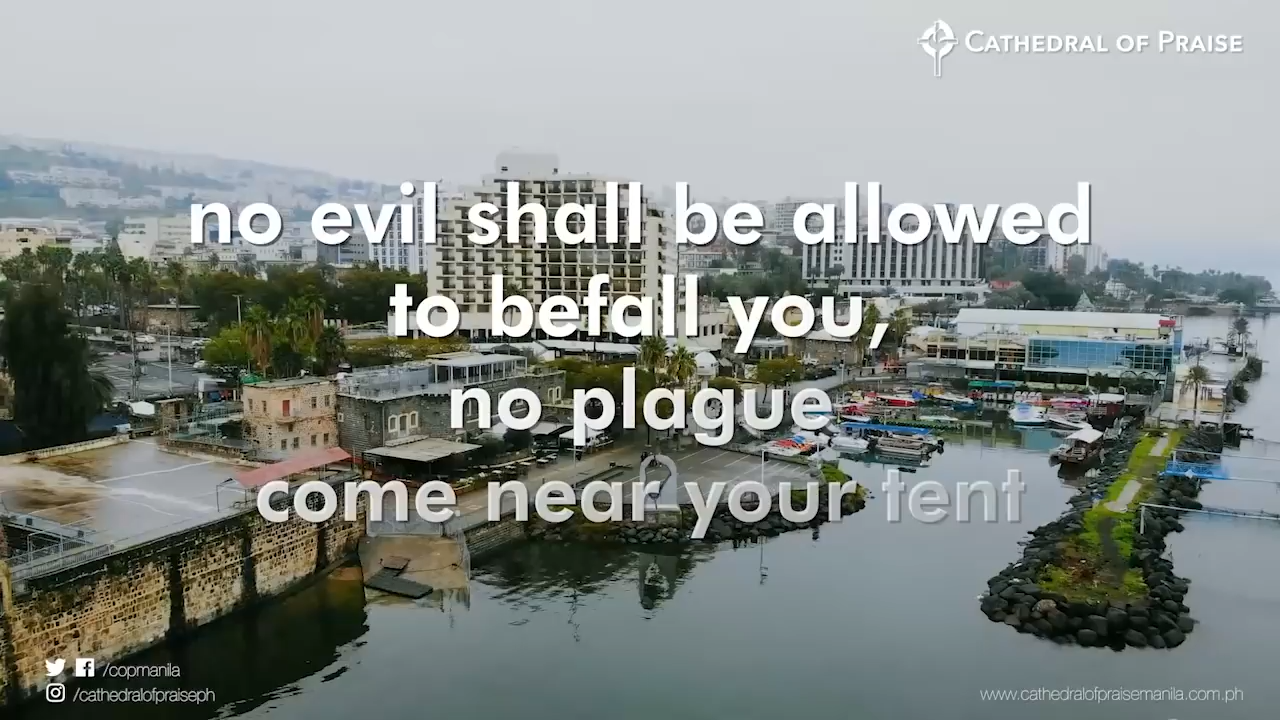 CATHEDRAL OF PRAISE
no evil shall be allowed
to befall you,
no plague
come near your tent
/copmanila
/cathedralofpraiseph
www.cathedralofpraisemanila.com.ph